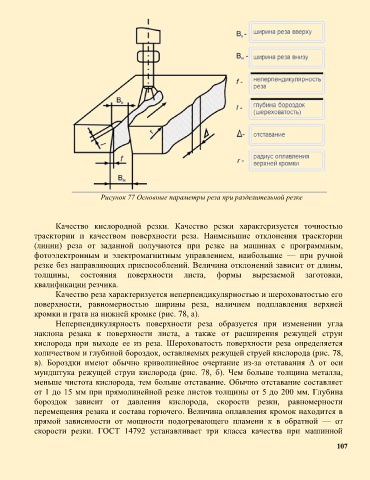 Вв - ширина реза вверху
Вн - ширина реза внизу
f - неперпендикулярность
реза
l - глубина бороздок
(шереховатость)
Δ- отставание
r - радиус оплавления
верхней кромки
Вв
l
r
Δ
f
Вн
Рисунок 77 Основные параметры реза при разделительной резке
Качество кислородной резки. Качество резки характеризуется точностью
траектории и качеством поверхности реза. Наименьшие отклонения траектории
(линии) реза от заданной получаются при резке на машинах с программным,
фотоэлектронным и электромагнитным управлением, наибольшие — при ручной
резке без направляющих приспособлений. Величина отклонений зависит от длины,
толщины, состояния поверхности листа, формы вырезаемой заготовки,
квалификации резчика.
Качество реза характеризуется неперпендикулярностью и шероховатостью его
поверхности, равномерностью ширины реза, наличием подплавления верхней
кромки и грата на нижней кромке (рис. 78, а).
Неперпендикулярность поверхности реза образуется при изменении угла
наклона резака к поверхности листа, а также от расширения режущей струи
кислорода при выходе ее из реза. Шероховатость поверхности реза определяется
количеством и глубиной бороздок, оставляемых режущей струей кислорода (рис. 78,
в). Бороздки имеют обычно криволинейное очертание из-за отставания Δ от оси
мундштука режущей струи кислорода (рис. 78, б). Чем больше толщина металла,
меньше чистота кислорода, тем больше отставание. Обычно отставание составляет
от 1 до 15 мм при прямолинейной резке листов толщины от 5 до 200 мм. Глубина
бороздок зависит от давления кислорода, скорости резки, равномерности
перемещения резака и состава горючего. Величина оплавления кромок находится в
прямой зависимости от мощности подогревающего пламени х в обратной — от
скорости резки. ГОСТ 14792 устанавливает три класса качества при машинной
107